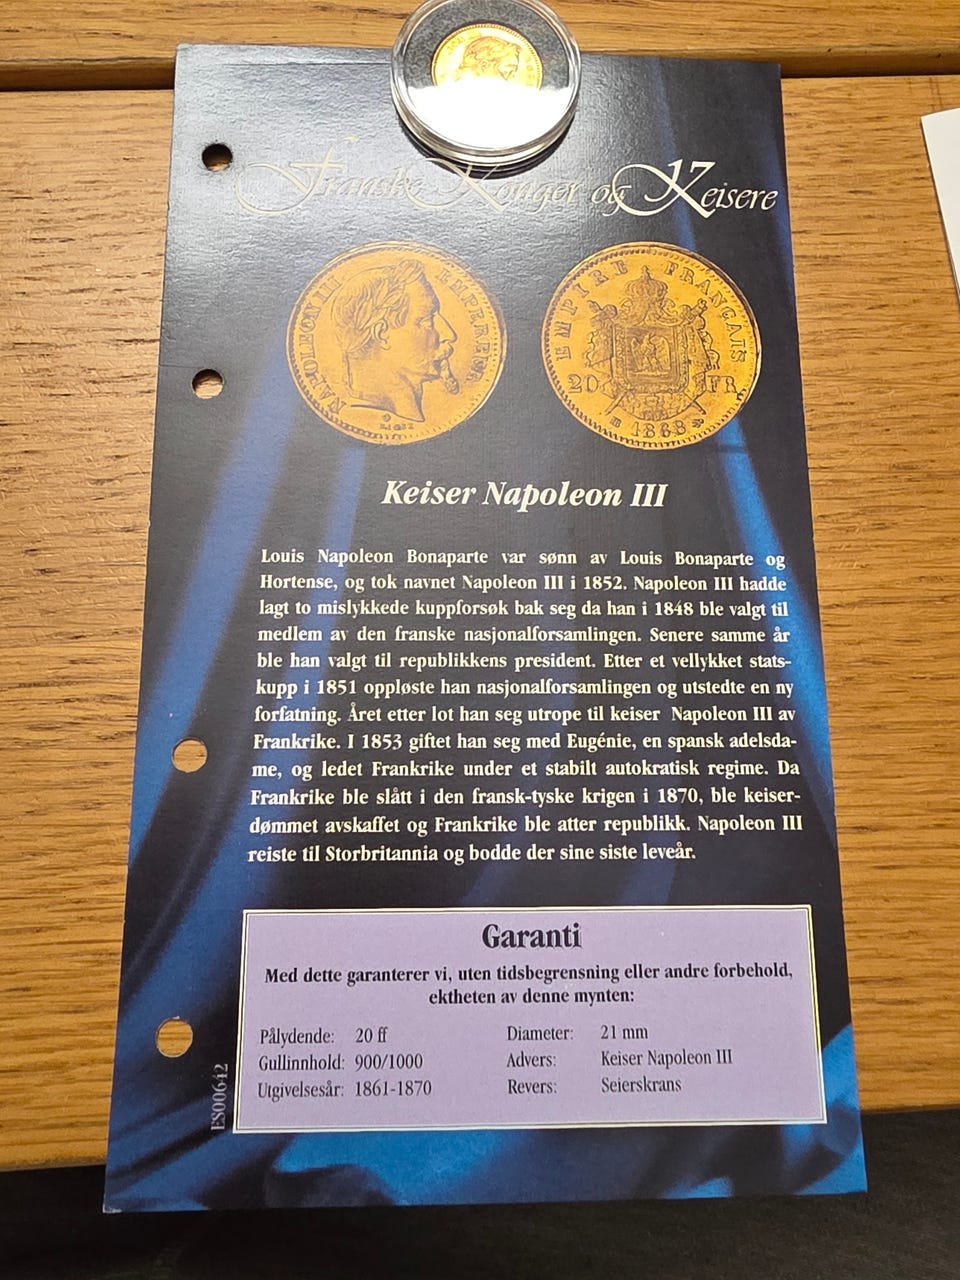 Franske Konger og Keisere
17
NAPOLEON III EMPEREUR
EMPIRE FRANÇAIS
20 FR
1868
Keiser Napoleon III
Louis Napoleon Bonaparte var sønn av Louis Bonaparte og
Hortense, og tok navnet Napoleon III i 1852. Napoleon III hadde
lagt to mislykkede kuppforsøk bak seg da han i 1848 ble valgt til
medlem av den franske nasjonalforsamlingen. Senere samme år
ble han valgt til republikkens president. Etter et vellykket stats-
kupp i 1851 oppløste han nasjonalforsamlingen og utstedte en ny
forfatning. Året etter lot han seg utrope til keiser Napoleon III av
Frankrike. I 1853 giftet han seg med Eugénie, en spansk adelsda-
me, og ledet Frankrike under et stabilt autokratisk regime. Da
Frankrike ble slått i den fransk-tyske krigen i 1870, ble keiser-
dømmet avskaffet og Frankrike ble atter republikk. Napoleon III
reiste til Storbritannia og bodde der sine siste leveår.
Garanti
Med dette garanterer vi, uten tidsbegrensning eller andre forbehold,
ektheten av denne mynten:
Pålydende: 20 ff Diameter: 21 mm
Gullinnhold: 900/1000 Advers: Keiser Napoleon III
Utgivelsesår: 1861-1870 Revers: Seierskrans
ES00642